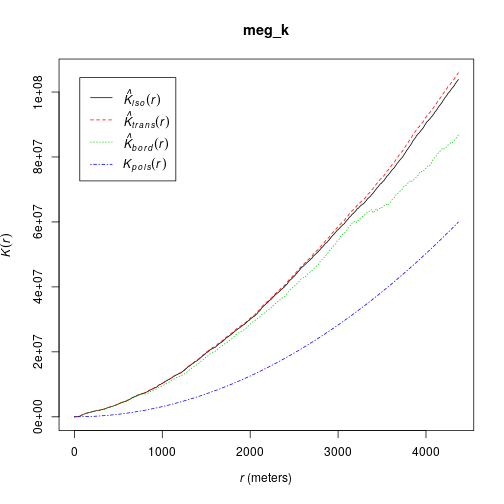 meg_k
K̂iso(r)
K̂trans(r)
K̂bord(r)
Kpois(r)
1e+08
8e+07
6e+07
4e+07
2e+07
0e+00
K(r)
0 1000 2000 3000 4000
r (meters)